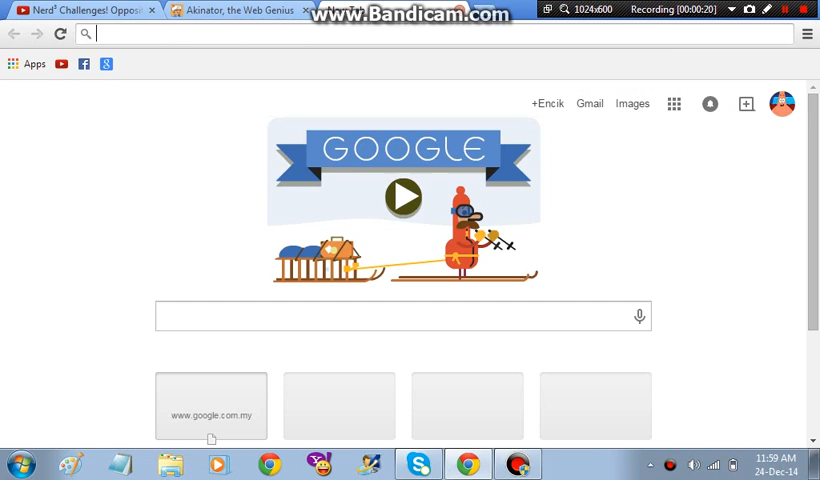 Nerd³ Challenges! Opposi
Akinator, the Web Genius
www.Bandicam.com
1024x600
Recording [00:00:20]
Apps
+Encik
Gmail
Images
GOOGLE
www.google.com.my
11:59 AM
24-Dec-14